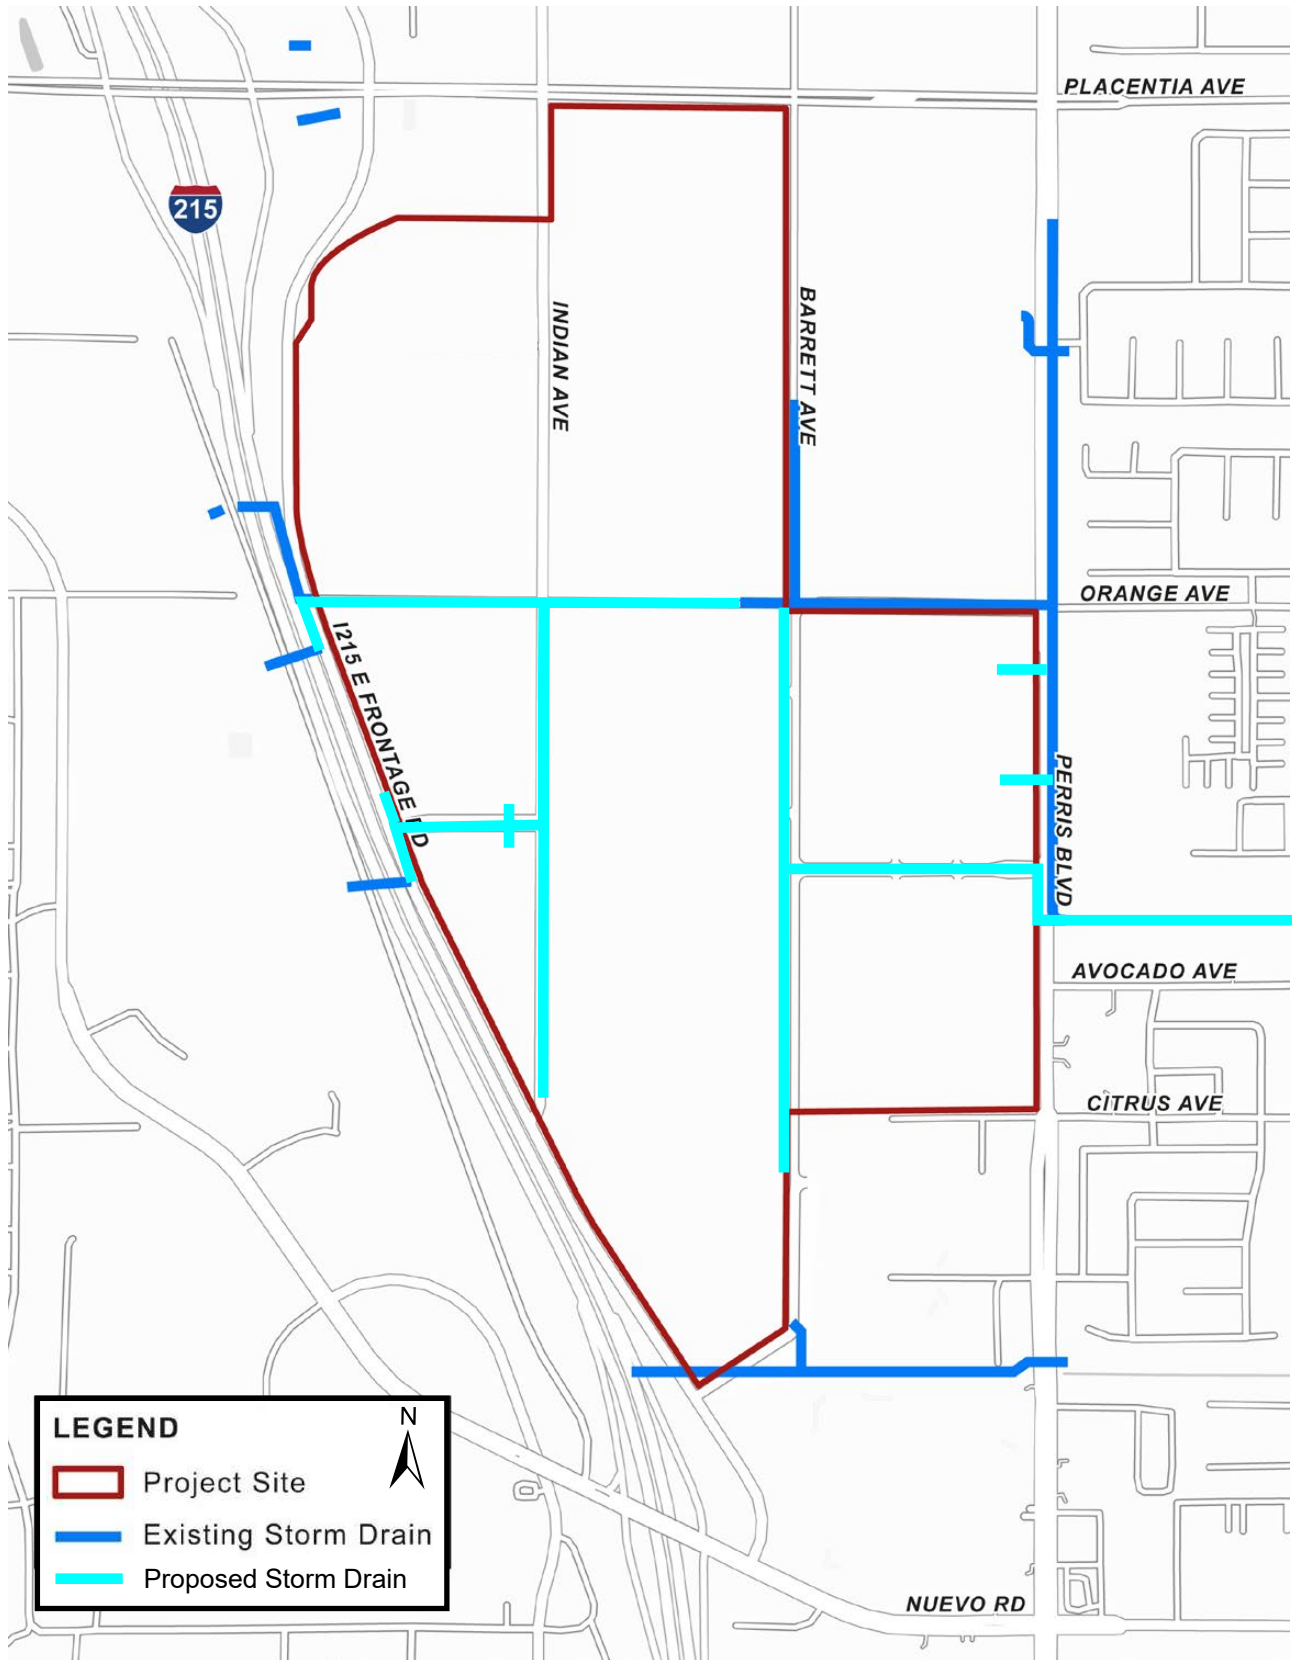 PLACENTIA AVE
215
INDIAN AVE
BARRETT AVE
ORANGE AVE
I215 E FRONTAGE RD
PERRIS BLVD
AVOCADO AVE
CITRUS AVE
LEGEND
N
Project Site
Existing Storm Drain
Proposed Storm Drain
NUEVO RD